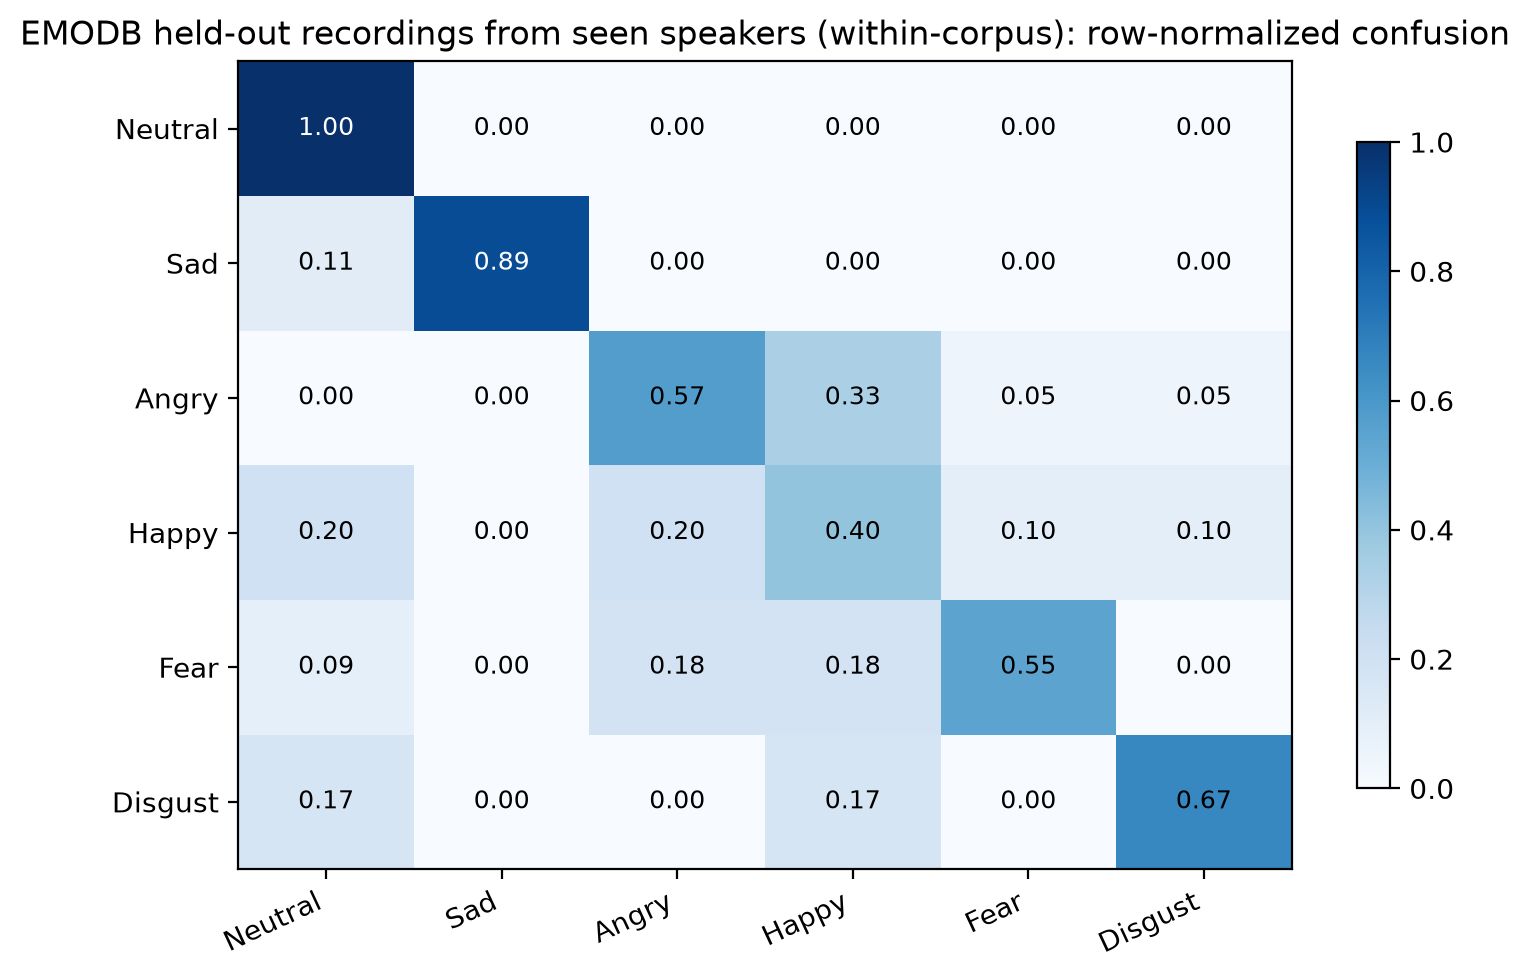 EMODB held-out recordings from seen speakers (within-corpus): row-normalized confusion
Neutral 1.00 0.00 0.00 0.00 0.00 0.00
Sad 0.11 0.89 0.00 0.00 0.00 0.00
Angry 0.00 0.00 0.57 0.33 0.05 0.05
Happy 0.20 0.00 0.20 0.40 0.10 0.10
Fear 0.09 0.00 0.18 0.18 0.55 0.00
Disgust 0.17 0.00 0.00 0.17 0.00 0.67
Neutral Sad Angry Happy Fear Disgust
1.0
0.8
0.6
0.4
0.2
0.0